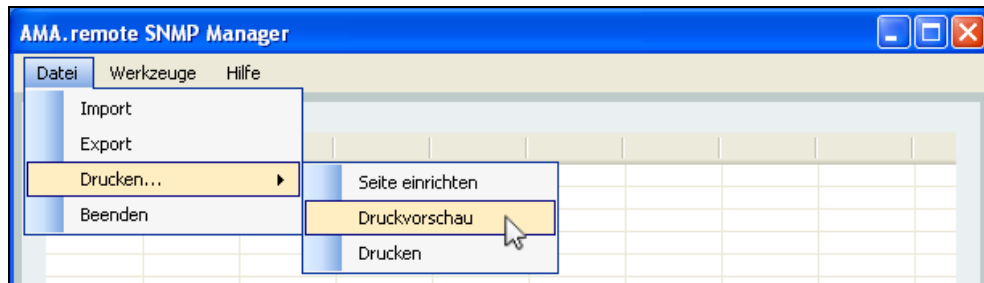 AMA.remote SNMP Manager
Datei Werkzeuge Hilfe
Import
Export
Drucken...
Beenden
Seite einrichten
Druckvorschau
Drucken